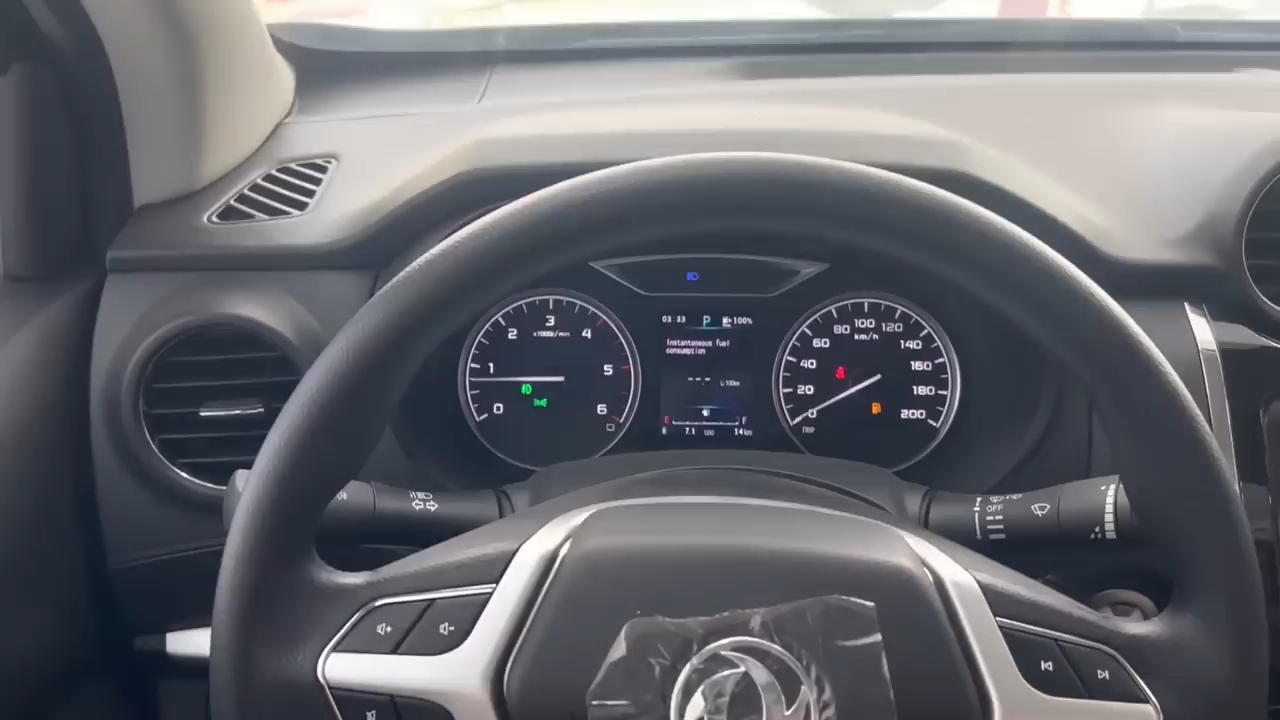 03:33 P 100%
Instantaneous fuel
consumption
--- L/100km
E F
7.1 000 14km
0 1 2 3 4 5 6
x1000r/min
0 20 40 60 80 100 120 140 160 180 200
km/h
TRIP
OFF